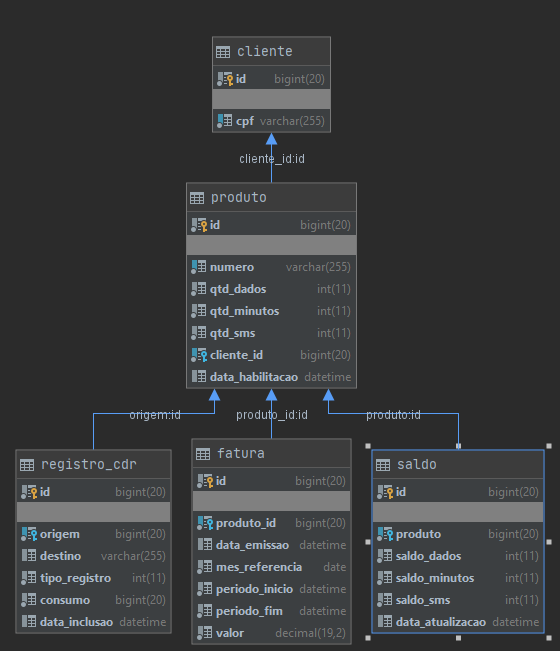 cliente
id bigint(20)
cpf varchar(255)
cliente_id:id
produto
id bigint(20)
numero varchar(255)
qtd_dados int(11)
qtd_minutos int(11)
qtd_sms int(11)
cliente_id bigint(20)
data_habilitacao datetime
origem:id
produto_id:id
produto:id
registro_cdr
id bigint(20)
origem bigint(20)
destino varchar(255)
tipo_registro int(11)
consumo bigint(20)
data_inclusao datetime
fatura
id bigint(20)
produto_id bigint(20)
data_emissao datetime
mes_referencia date
periodo_inicio datetime
periodo_fim datetime
valor decimal(19,2)
saldo
id bigint(20)
produto bigint(20)
saldo_dados int(11)
saldo_minutos int(11)
saldo_sms int(11)
data_atualizacao datetime